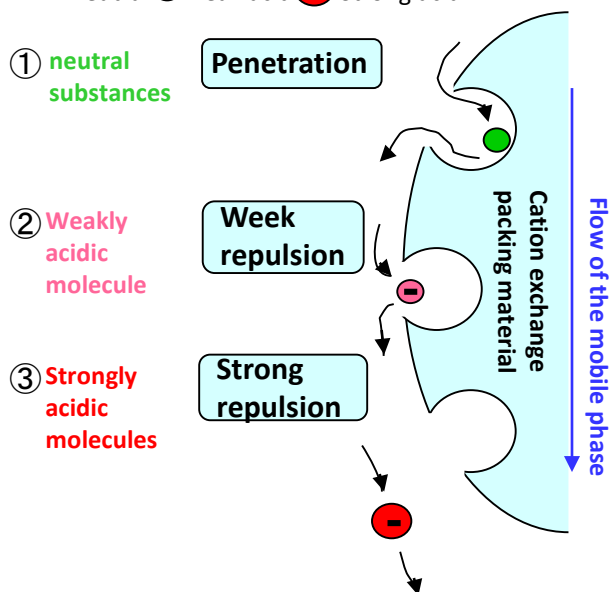 ① neutral
substances
Penetration
② Weakly
acidic
molecule
Week
repulsion
③ Strongly
acidic
molecules
Strong
repulsion
Cation exchange
packing material
Flow of the mobile phase
-
-